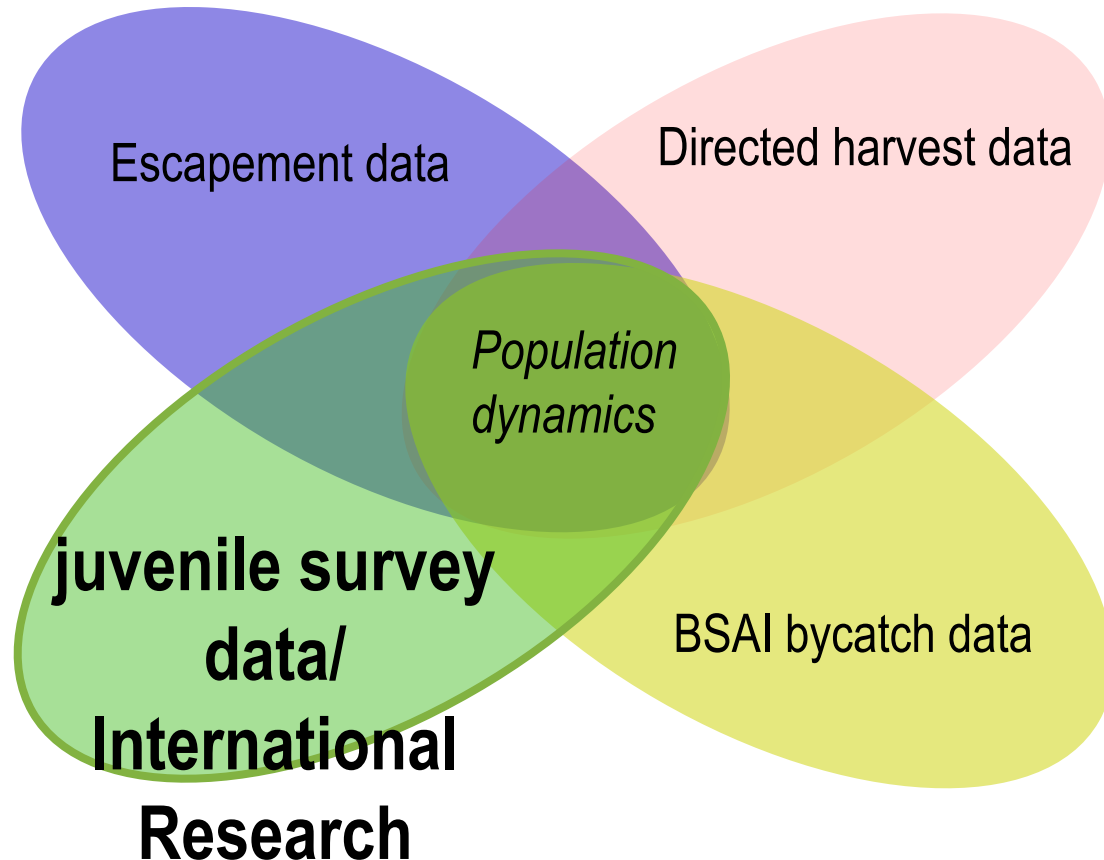 Escapement data
Directed harvest data
Population
dynamics
juvenile survey
data/
International
Research
BSAI bycatch data